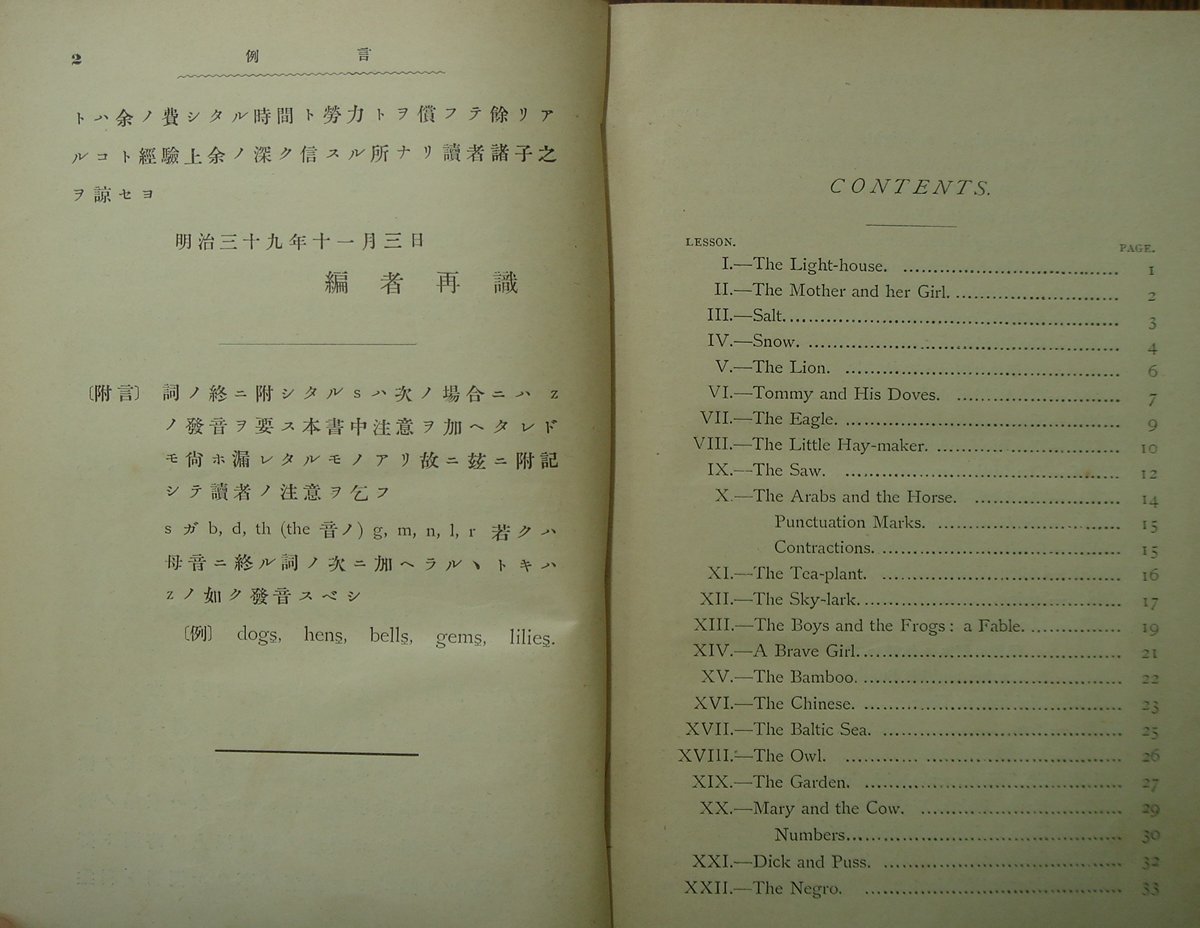 2
例言
トハ余ノ費シタル時間ト勞力トヲ償フテ餘リア
ルコト經驗上余ノ深ク信スル所ナリ讀者諸子之
ヲ諒セヨ
明治三十九年十一月三日
編者再識
〔附言〕 詞ノ終ニ附シタル s ハ次ノ場合ニハ z
ノ發音ヲ要ス本書中注意ヲ加ヘタレド
モ尙ホ漏レタルモノアリ故ニ玆ニ附記
シテ讀者ノ注意ヲ乞フ
s ガ b, d, th (the 音ノ) g, m, n, l, r 若クハ
母音ニ終ル詞ノ次ニ加ヘラルヽトキハ
z ノ如ク發音スベシ
〔例〕 dogs, hens, bells, gems, lilies.
CONTENTS.
LESSON. PAGE.
I.—The Light-house. 1
II.—The Mother and her Girl. 2
III.—Salt. 3
IV.—Snow. 4
V.—The Lion. 6
VI.—Tommy and His Doves. 7
VII.—The Eagle. 9
VIII.—The Little Hay-maker. 10
IX.—The Saw. 12
X.—The Arabs and the Horse. 14
Punctuation Marks. 15
Contractions. 15
XI.—The Tea-plant. 16
XII.—The Sky-lark. 17
XIII.—The Boys and the Frogs: a Fable. 19
XIV.—A Brave Girl. 21
XV.—The Bamboo. 22
XVI.—The Chinese. 23
XVII.—The Baltic Sea. 25
XVIII.—The Owl. 26
XIX.—The Garden. 27
XX.—Mary and the Cow. 29
Numbers. 30
XXI.—Dick and Puss. 32
XXII.—The Negro. 33